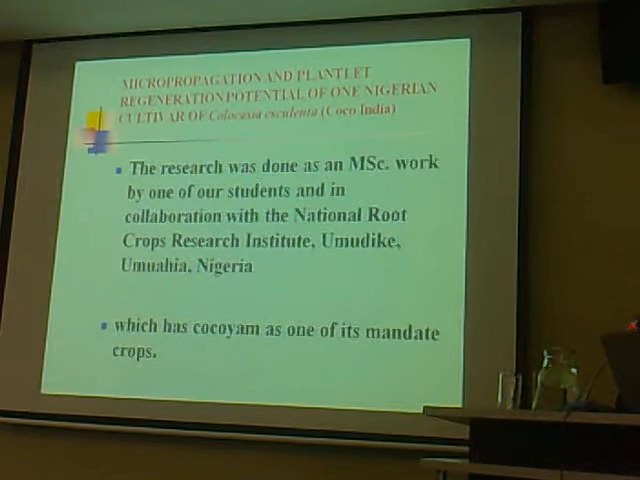 MICROPROPAGATION AND PLANTLET
REGENERATION POTENTIAL OF ONE NIGERIAN
CULTIVAR OF Colocasia esculenta (Coco India)
The research was done as an MSc. work
by one of our students and in
collaboration with the National Root
Crops Research Institute, Umudike,
Umuahia, Nigeria
which has cocoyam as one of its mandate
crops.